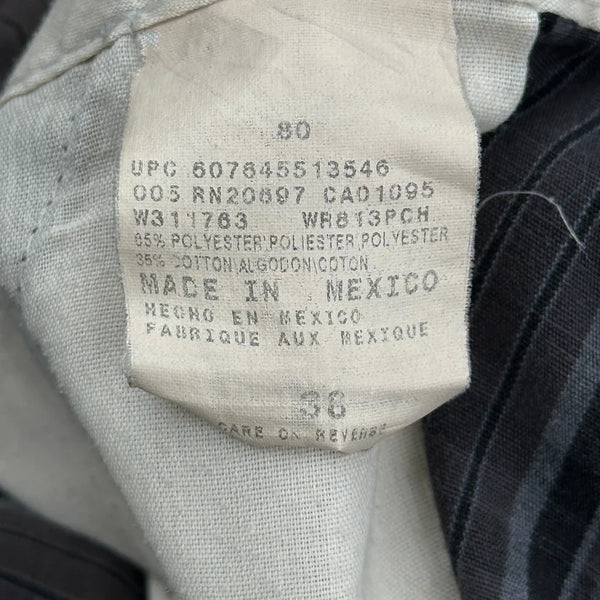 80
UPC 607645513546
005 RN20697 CA01095
W311763 WR813PCH
65% POLYESTER\POLIESTER\POLYESTER
35% COTTON\ALGODON\COTON
MADE IN MEXICO
HECHO EN MEXICO
FABRIQUE AUX MEXIQUE
38
CARE ON REVERSE